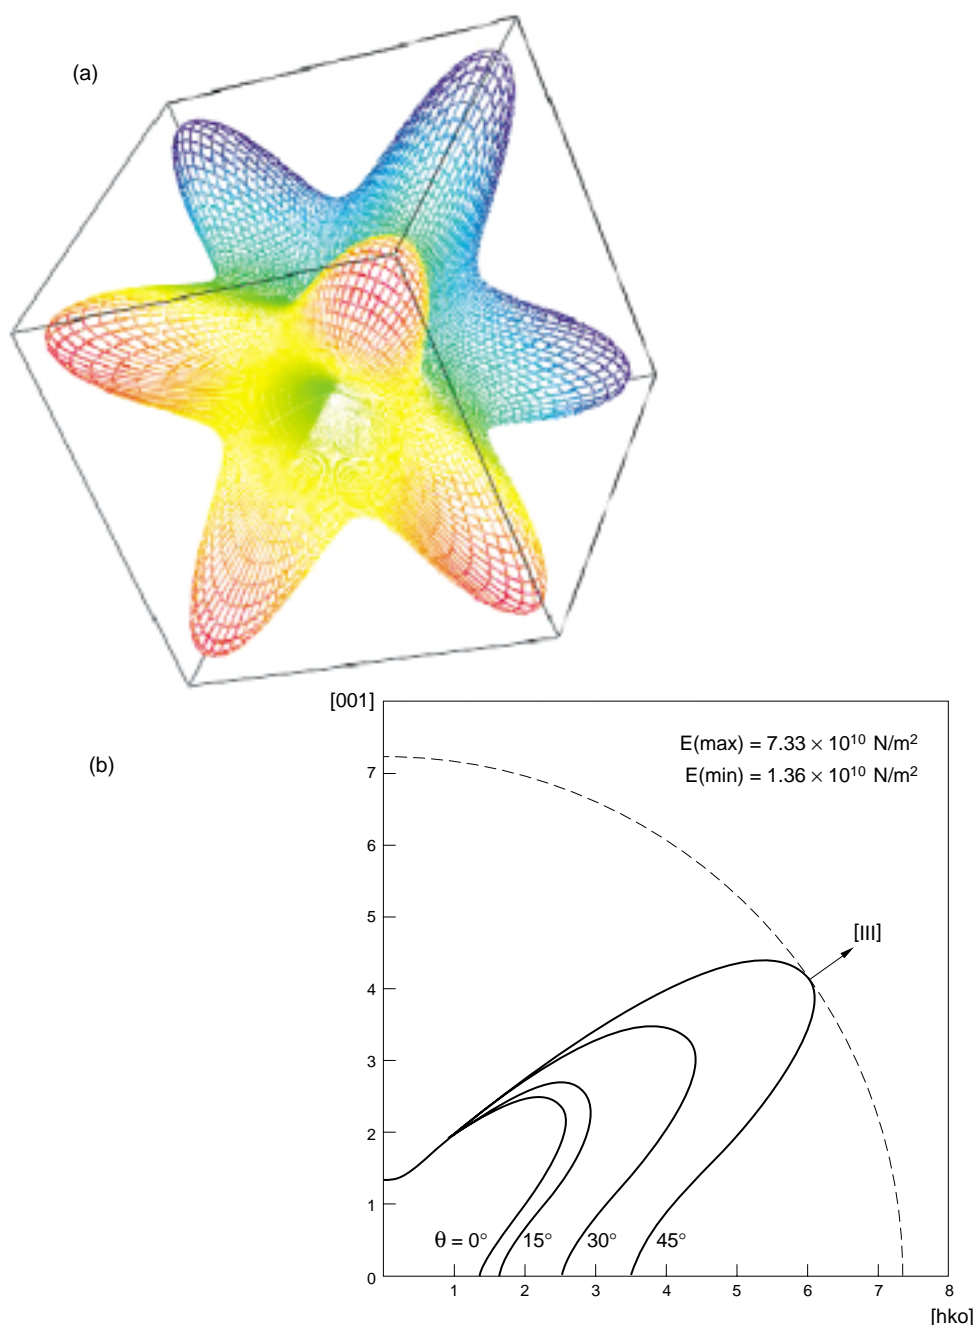 (a)
[001]
(b)
E(max) = 7.33 × 10¹⁰ N/m²
E(min) = 1.36 × 10¹⁰ N/m²
7
6
5
[III]
4
3
2
1
θ = 0° 15° 30° 45°
0
1 2 3 4 5 6 7 8
[hko]